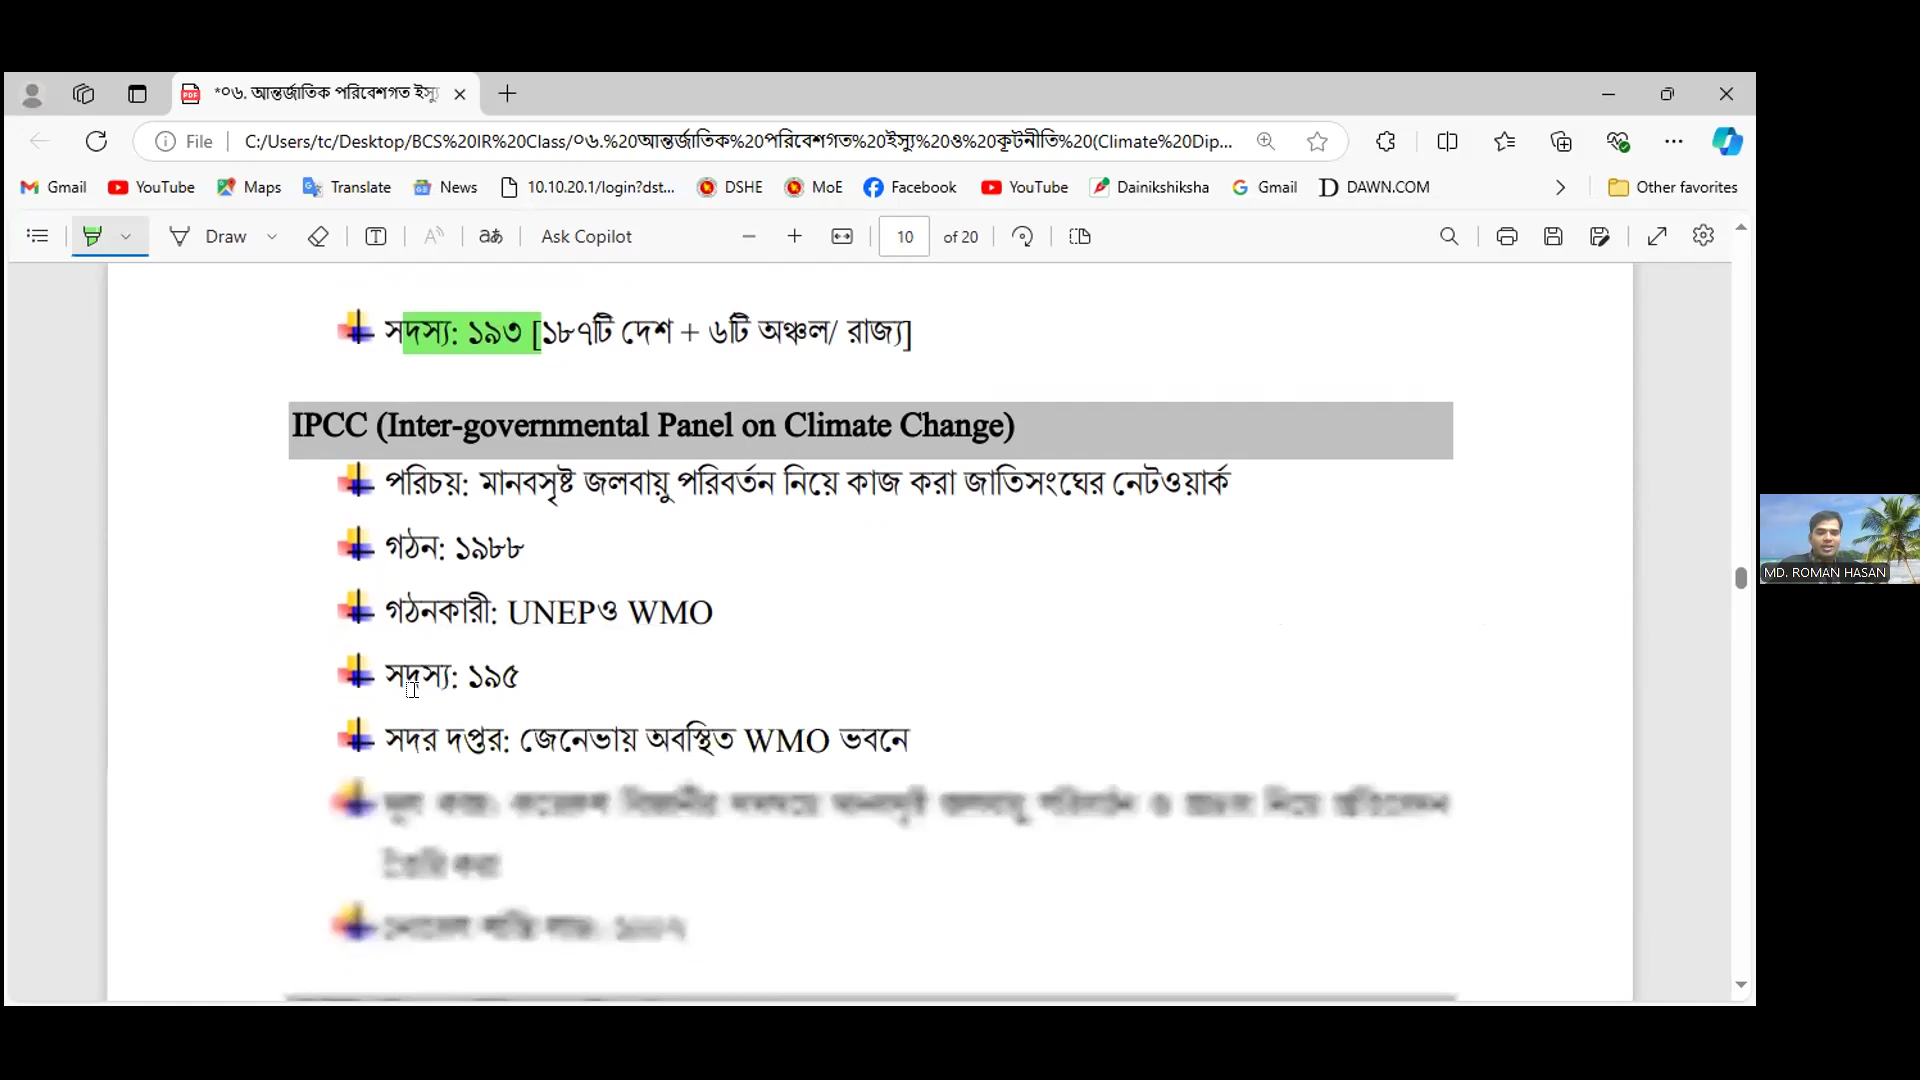 *০৬. আন্তর্জাতিক পরিবেশগত ইস্যু
File C:/Users/tc/Desktop/BCS%20IR%20Class/০৬.%20আন্তর্জাতিক%20পরিবেশগত%20ইস্যু%20ও%20কূটনীতি%20(Climate%20Dip...
Gmail YouTube Maps Translate News 10.10.20.1/login?dst... DSHE MoE Facebook YouTube Dainikshiksha Gmail DAWN.COM Other favorites
Draw Ask Copilot 10 of 20
সদস্য: ১৯৩ [১৮৭টি দেশ + ৬টি অঞ্চল/ রাজ্য]
IPCC (Inter-governmental Panel on Climate Change)
পরিচয়: মানবসৃষ্ট জলবায়ু পরিবর্তন নিয়ে কাজ করা জাতিসংঘের নেটওয়ার্ক
গঠন: ১৯৮৮
গঠনকারী: UNEPও WMO
সদস্য: ১৯৫
সদর দপ্তর: জেনেভায় অবস্থিত WMO ভবনে
MD. ROMAN HASAN